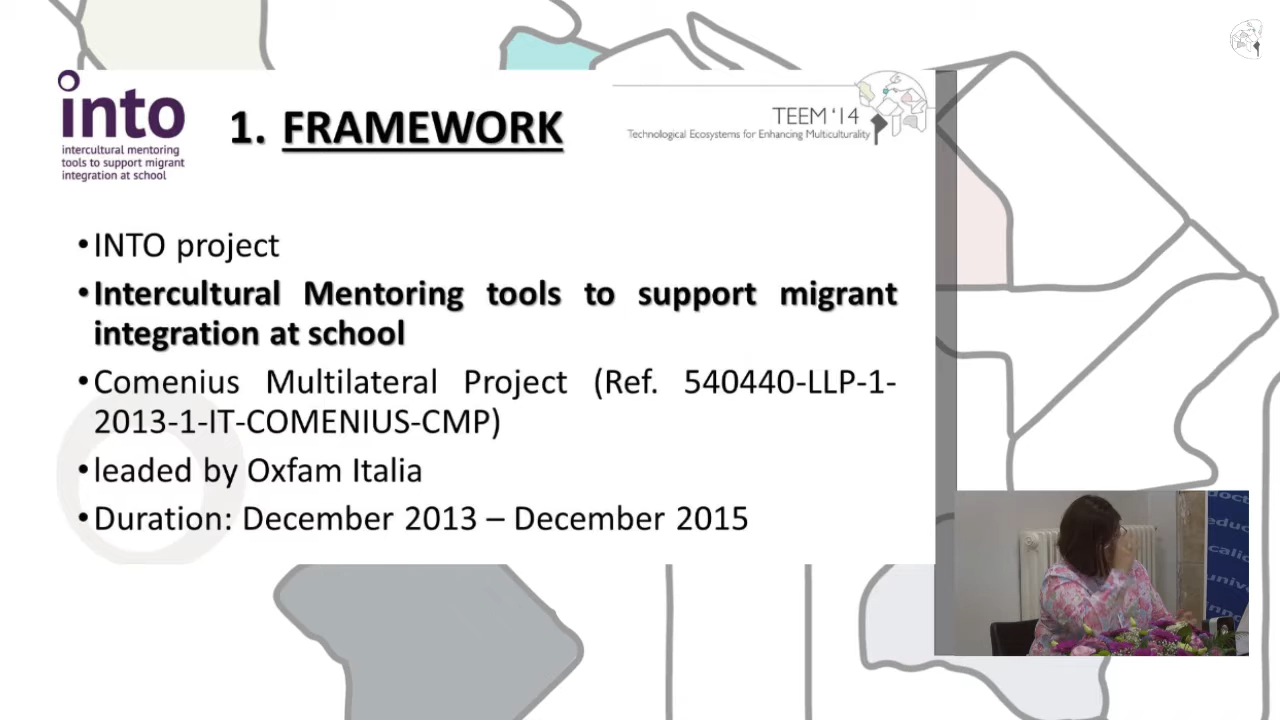 into
intercultural mentoring
tools to support migrant
integration at school
1. FRAMEWORK
TEEM '14
Technological Ecosystems for Enhancing Multiculturality
•INTO project
•Intercultural Mentoring tools to support migrant
integration at school
•Comenius Multilateral Project (Ref. 540440-LLP-1-
2013-1-IT-COMENIUS-CMP)
•leaded by Oxfam Italia
•Duration: December 2013 – December 2015